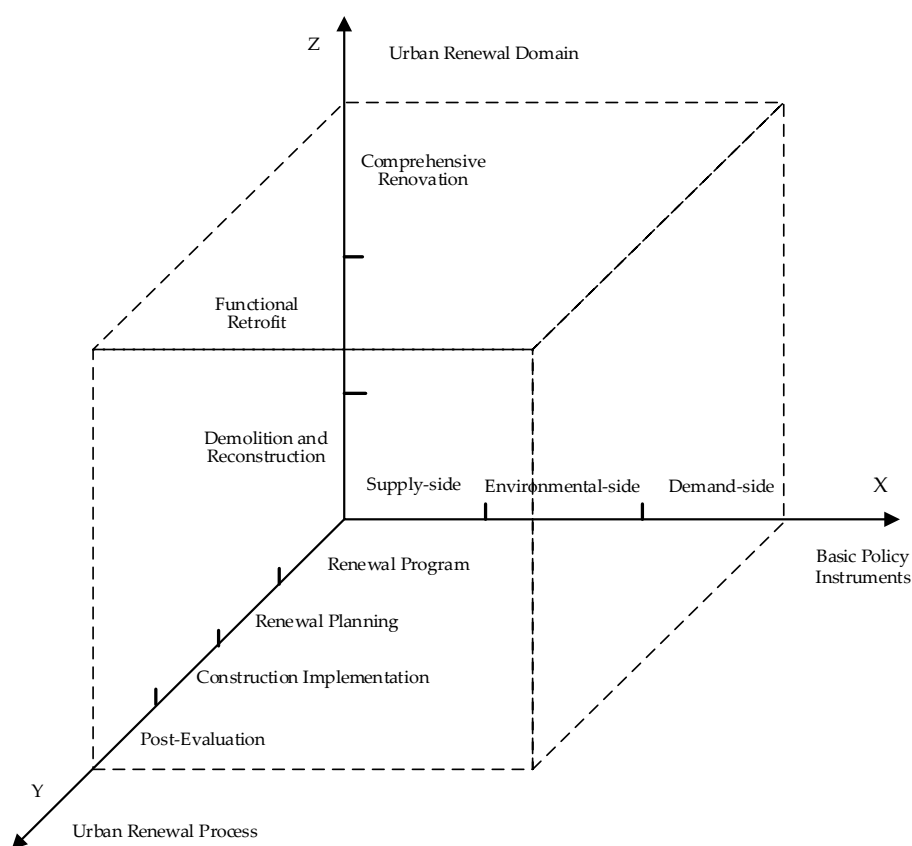 Z
Urban Renewal Domain
Comprehensive
Renovation
Functional
Retrofit
Demolition and
Reconstruction
Supply-side
Environmental-side
Demand-side
X
Basic Policy
Instruments
Renewal Program
Renewal Planning
Construction Implementation
Post-Evaluation
Y
Urban Renewal Process